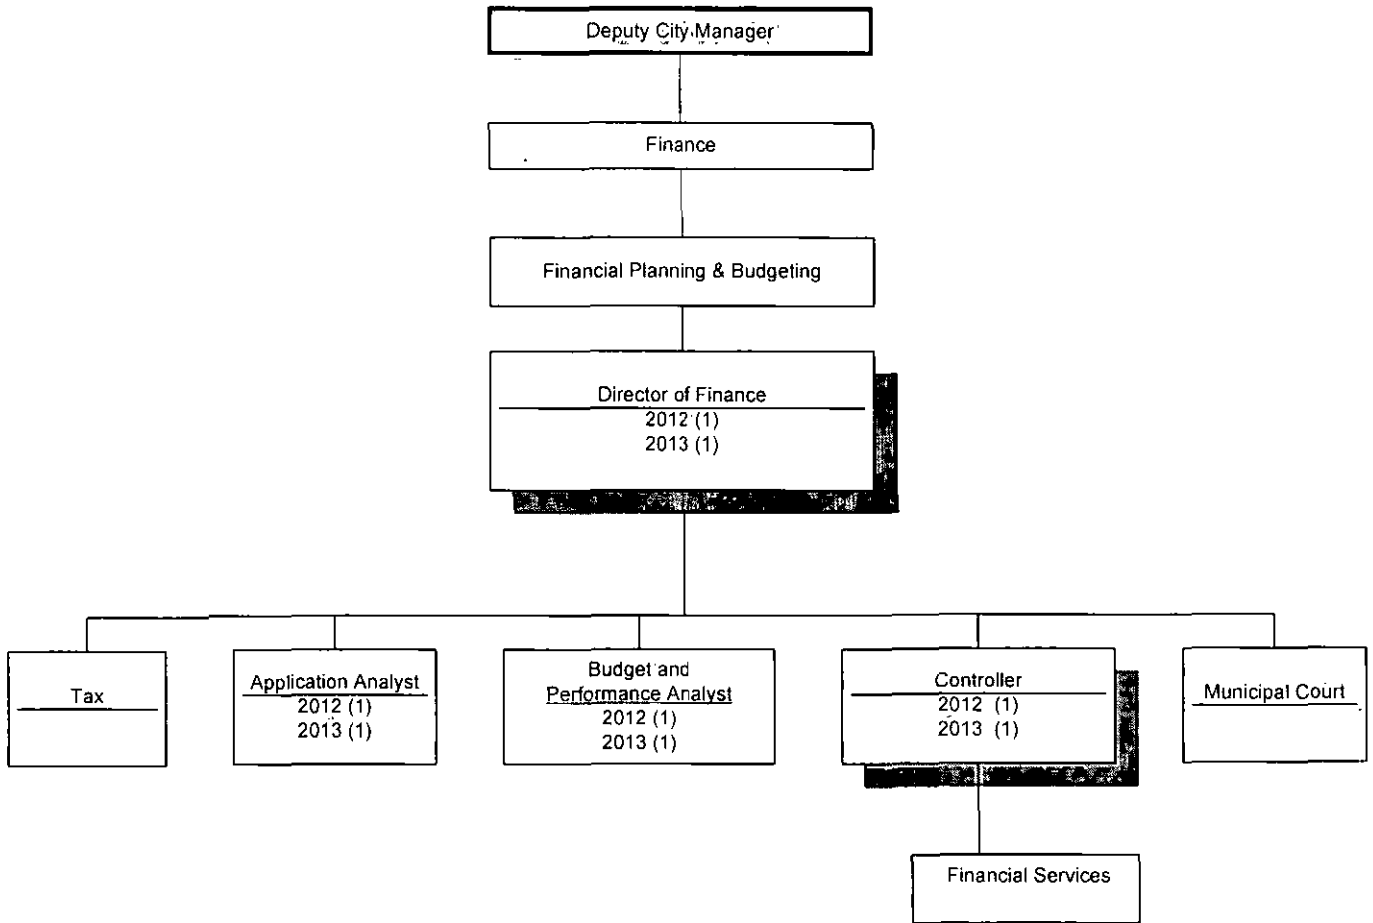 Deputy City Manager
Finance
Financial Planning & Budgeting
Director of Finance
2012 (1)
2013 (1)
Tax
Application Analyst
2012 (1)
2013 (1)
Budget and
Performance Analyst
2012 (1)
2013 (1)
Controller
2012 (1)
2013 (1)
Municipal Court
Financial Services